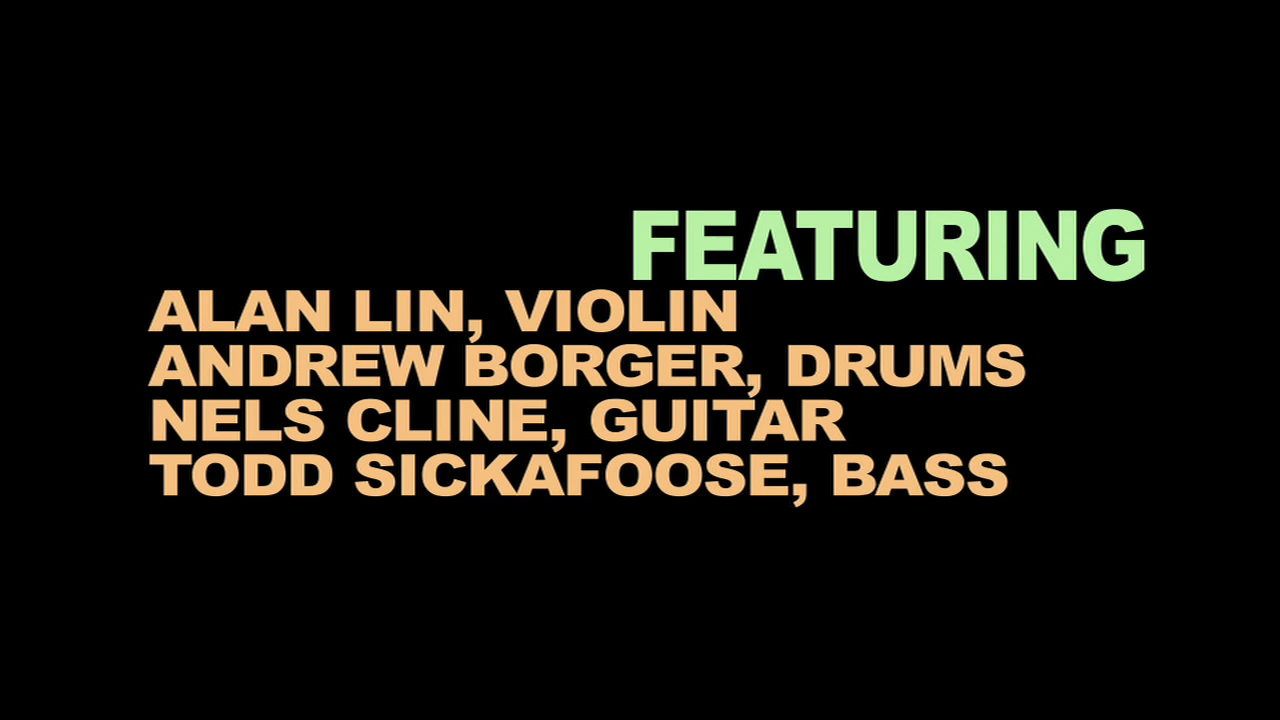 FEATURING
ALAN LIN, VIOLIN
ANDREW BORGER, DRUMS
NELS CLINE, GUITAR
TODD SICKAFOOSE, BASS